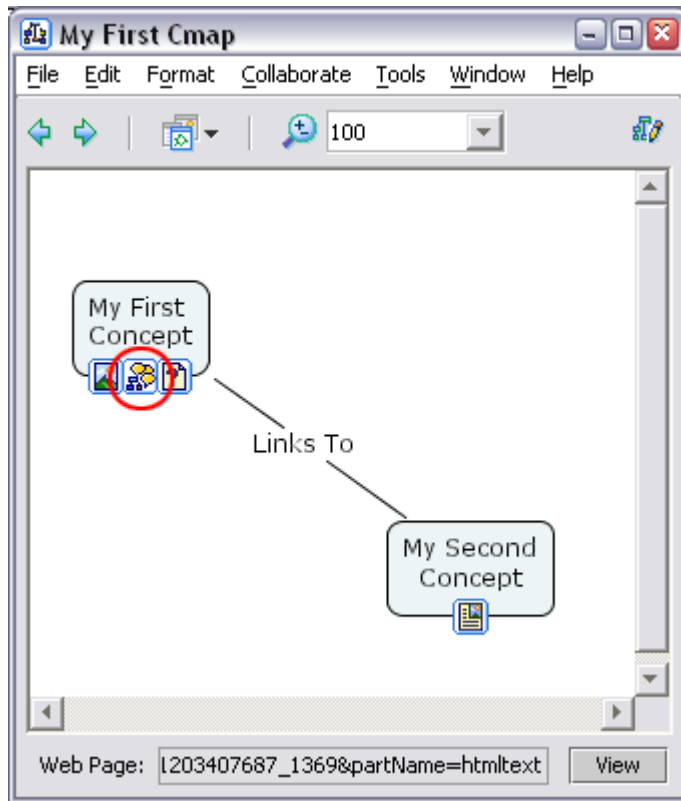 My First Cmap
File Edit Format Collaborate Tools Window Help
100
My First
Concept
Links To
My Second
Concept
Web Page: 1203407687_1369&partName=htmltext View